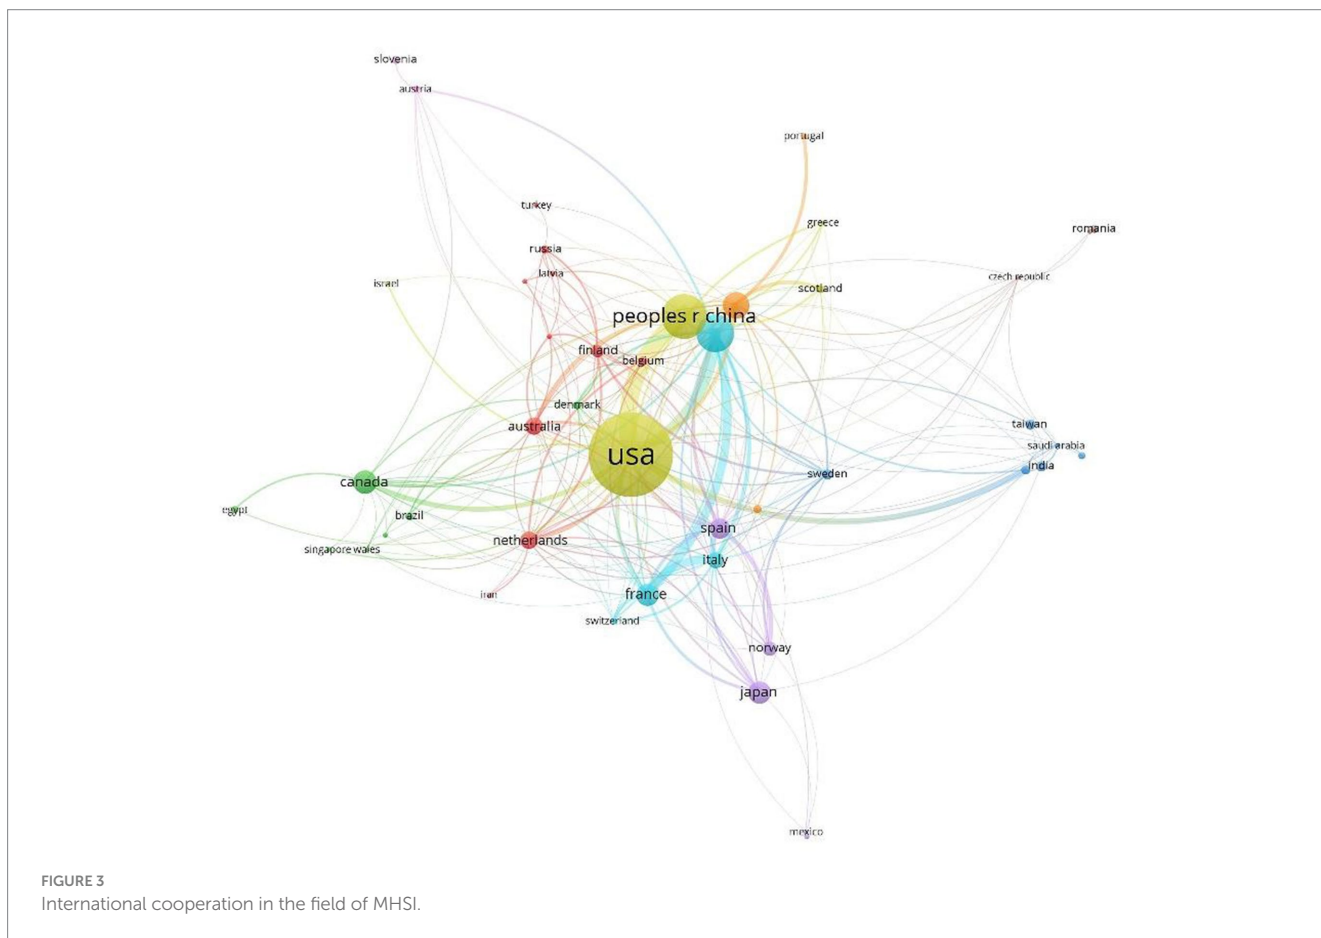 slovenia
austria
portugal
turkey
greece
romania
russia
latvia
czech republic
israel
scotland
peoples r china
finland
belgium
denmark
australia
taiwan
saudi arabia
usa
india
sweden
canada
egypt
brazil
spain
netherlands
singapore wales
italy
iran
france
switzerland
norway
japan
mexico
FIGURE 3
International cooperation in the field of MHSI.